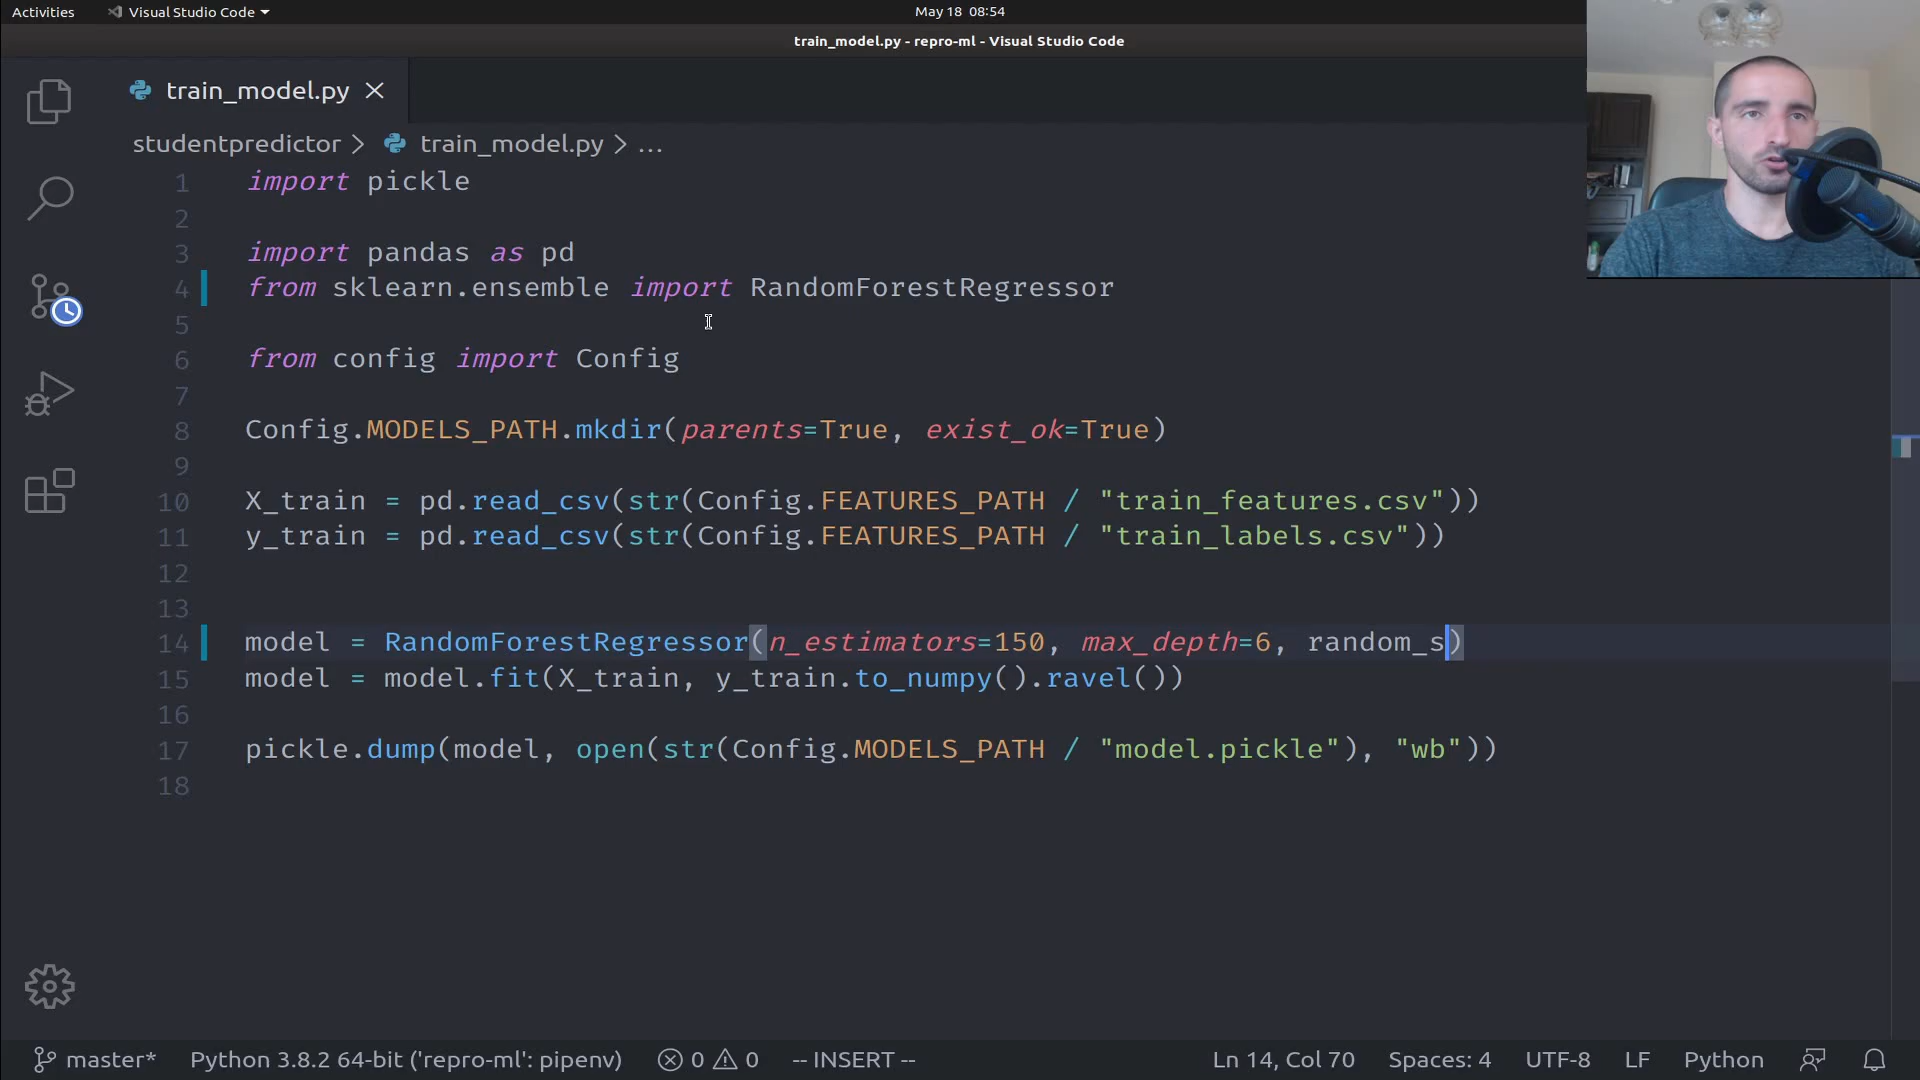 Activities Visual Studio Code May 18 08:54
train_model.py - repro-ml - Visual Studio Code
train_model.py
studentpredictor > train_model.py > ...
1 import pickle
2
3 import pandas as pd
4 from sklearn.ensemble import RandomForestRegressor
5
6 from config import Config
7
8 Config.MODELS_PATH.mkdir(parents=True, exist_ok=True)
9
10 X_train = pd.read_csv(str(Config.FEATURES_PATH / "train_features.csv"))
11 y_train = pd.read_csv(str(Config.FEATURES_PATH / "train_labels.csv"))
12
13
14 model = RandomForestRegressor(n_estimators=150, max_depth=6, random_s)
15 model = model.fit(X_train, y_train.to_numpy().ravel())
16
17 pickle.dump(model, open(str(Config.MODELS_PATH / "model.pickle"), "wb"))
18
master* Python 3.8.2 64-bit ('repro-ml': pipenv) 0 0 -- INSERT -- Ln 14, Col 70 Spaces: 4 UTF-8 LF Python